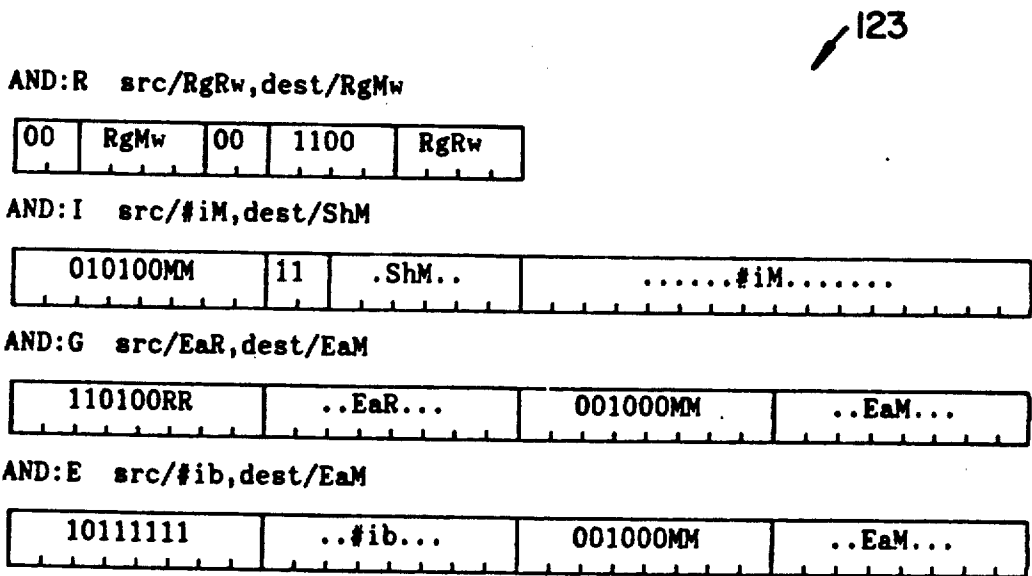 123
AND:R src/RgRw,dest/RgMw
00 RgMw 00 1100 RgRw
AND:I src/#iM,dest/ShM
010100MM 11 .ShM.. ......#iM.......
AND:G src/EaR,dest/EaM
110100RR ..EaR... 001000MM ..EaM...
AND:E src/#ib,dest/EaM
10111111 ..#ib... 001000MM ..EaM...